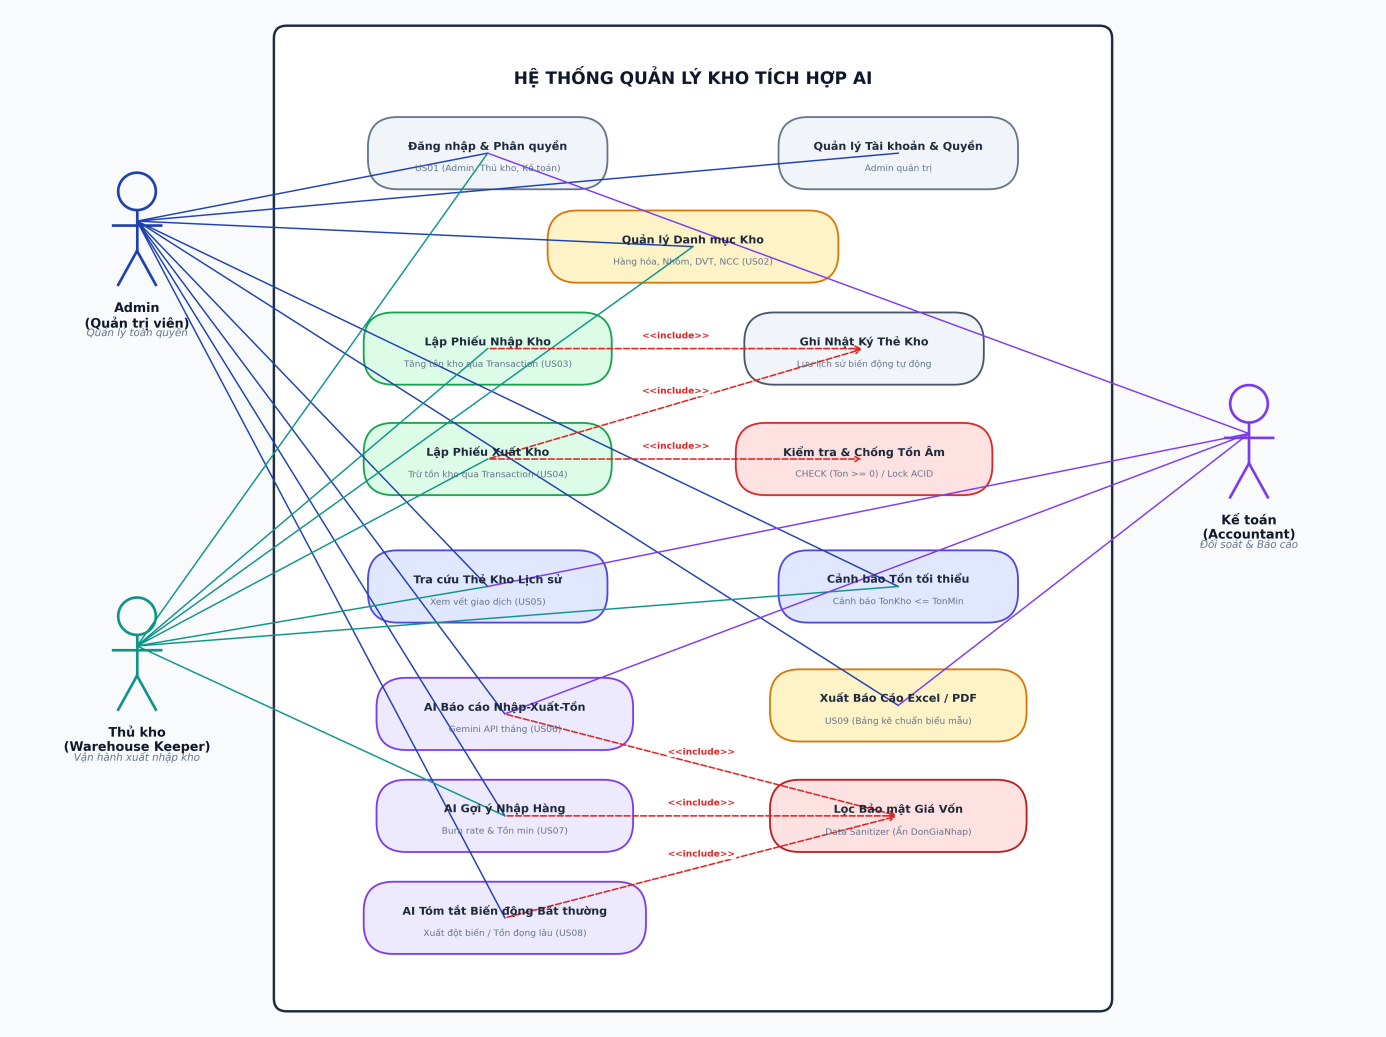 HỆ THỐNG QUẢN LÝ KHO TÍCH HỢP AI
Đăng nhập & Phân quyền
US01 (Admin, Thủ kho, Kế toán)
Quản lý Tài khoản & Quyền
Admin quản trị
Quản lý Danh mục Kho
Hàng hóa, Nhóm, DVT, NCC (US02)
Admin
(Quản trị viên)
Quản lý toàn quyền
Lập Phiếu Nhập Kho
Tăng tồn kho qua Transaction (US03)
<<include>>
Ghi Nhật Ký Thẻ Kho
Lưu lịch sử biến động tự động
<<include>>
Lập Phiếu Xuất Kho
Trừ tồn kho qua Transaction (US04)
<<include>>
Kiểm tra & Chống Tồn Âm
CHECK (Ton >= 0) / Lock ACID
Kế toán
(Accountant)
Đối soát & Báo cáo
Tra cứu Thẻ Kho Lịch sử
Xem vết giao dịch (US05)
Cảnh báo Tồn tối thiểu
Cảnh báo TonKho <= TonMin
Thủ kho
(Warehouse Keeper)
Vận hành xuất nhập kho
AI Báo cáo Nhập-Xuất-Tồn
Gemini API tháng (US06)
Xuất Báo Cáo Excel / PDF
US09 (Bảng kê chuẩn biểu mẫu)
<<include>>
AI Gợi ý Nhập Hàng
Burn rate & Tồn min (US07)
<<include>>
Lọc Bảo mật Giá Vốn
Data Sanitizer (Ẩn DonGiaNhap)
<<include>>
AI Tóm tắt Biến động Bất thường
Xuất đột biến / Tồn đọng lâu (US08)